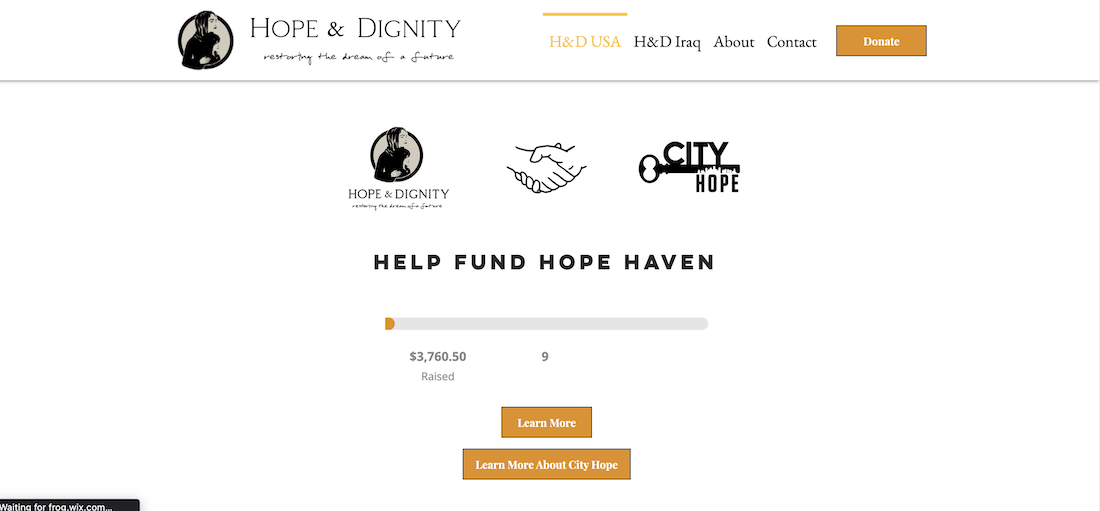 HOPE & DIGNITY
restoring the dream of a future
H&D USA H&D Iraq About Contact Donate
HOPE & DIGNITY
restoring the dream of a future
CITY
HOPE
HELP FUND HOPE HAVEN
$3,760.50 9
Raised
Learn More
Learn More About City Hope
Waiting for frog.wix.com...